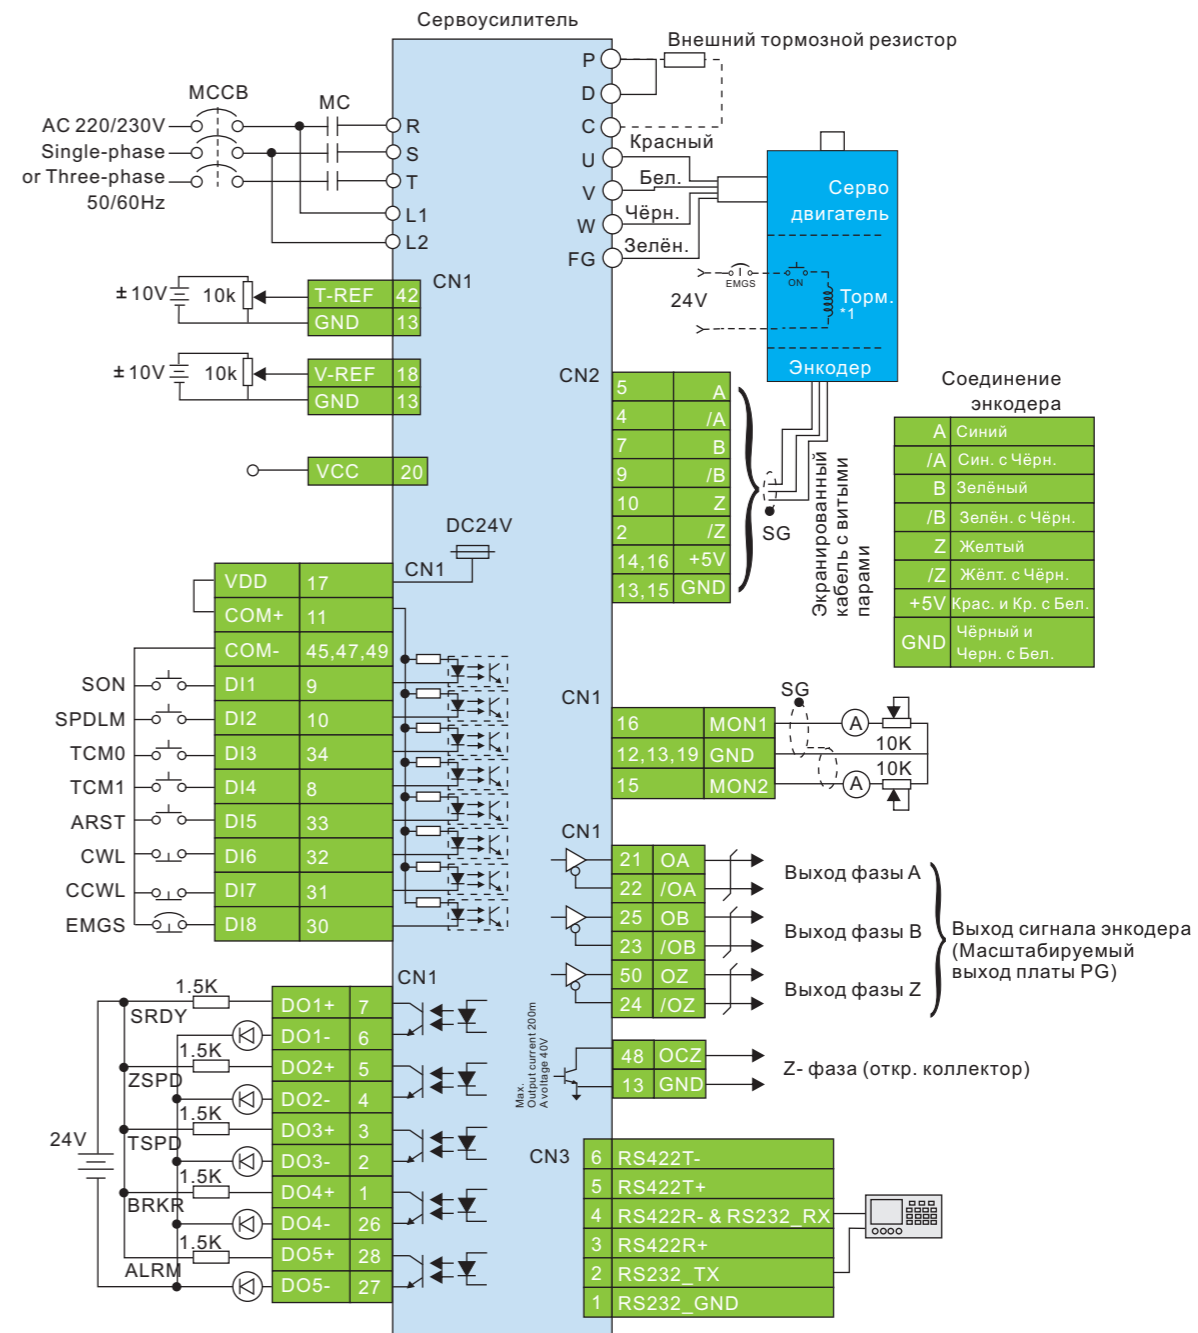 Сервоусилитель
Внешний тормозной резистор
MCCB
MC
AC 220/230V
Single-phase
or Three-phase
50/60Hz
R
S
T
L1
L2
P
D
C
U
V
W
FG
Красный
Бел.
Чёрн.
Зелён.
Серво
двигатель
24V
EMGS
ON
Торм.
*1
Энкодер
CN1
±10V
10k
T-REF 42
GND 13
±10V
10k
V-REF 18
GND 13
VCC 20
CN2
5 A
4 /A
7 B
9 /B
10 Z
2 /Z
14,16 +5V
13,15 GND
SG
Экранированный
кабель с витыми
парами
Соединение
энкодера
A Синий
/A Син. с Чёрн.
B Зелёный
/B Зелён. с Чёрн.
Z Желтый
/Z Жёлт. с Чёрн.
+5V Крас. и Кр. с Бел.
GND Чёрный и
Черн. с Бел.
DC24V
CN1
VDD 17
COM+ 11
COM- 45,47,49
SON DI1 9
SPDLM DI2 10
TCM0 DI3 34
TCM1 DI4 8
ARST DI5 33
CWL DI6 32
CCWL DI7 31
EMGS DI8 30
CN1
SG
16 MON1
12,13,19 GND
15 MON2
A
10K
10K
A
CN1
21 OA
22 /OA
25 OB
23 /OB
50 OZ
24 /OZ
Выход фазы A
Выход фазы B
Выход фазы Z
Выход сигнала энкодера
(Масштабируемый
выход платы PG)
48 OCZ
13 GND
Z- фаза (откр. коллектор)
Max.
Output current 200m
A voltage 40V
CN1
24V
1.5K
SRDY
DO1+ 7
DO1- 6
1.5K
ZSPD
DO2+ 5
DO2- 4
1.5K
TSPD
DO3+ 3
DO3- 2
1.5K
BRKR
DO4+ 1
DO4- 26
1.5K
ALRM
DO5+ 28
DO5- 27
CN3
6 RS422T-
5 RS422T+
4 RS422R- & RS232_RX
3 RS422R+
2 RS232_TX
1 RS232_GND